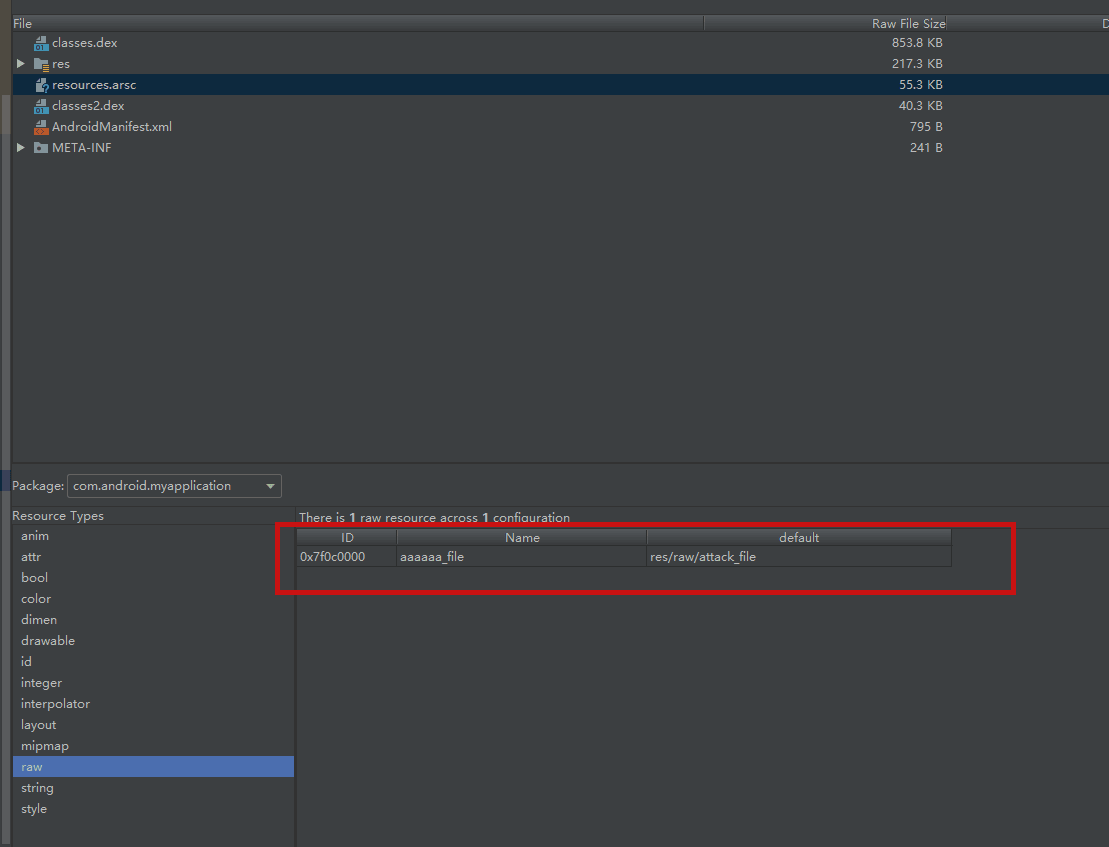 File Raw File Size D
classes.dex 853.8 KB
res 217.3 KB
resources.arsc 55.3 KB
classes2.dex 40.3 KB
AndroidManifest.xml 795 B
META-INF 241 B
Package: com.android.myapplication
Resource Types
anim
attr
bool
color
dimen
drawable
id
integer
interpolator
layout
mipmap
raw
string
style
There is 1 raw resource across 1 configuration
ID Name default
0x7f0c0000 aaaaaa_file res/raw/attack_file